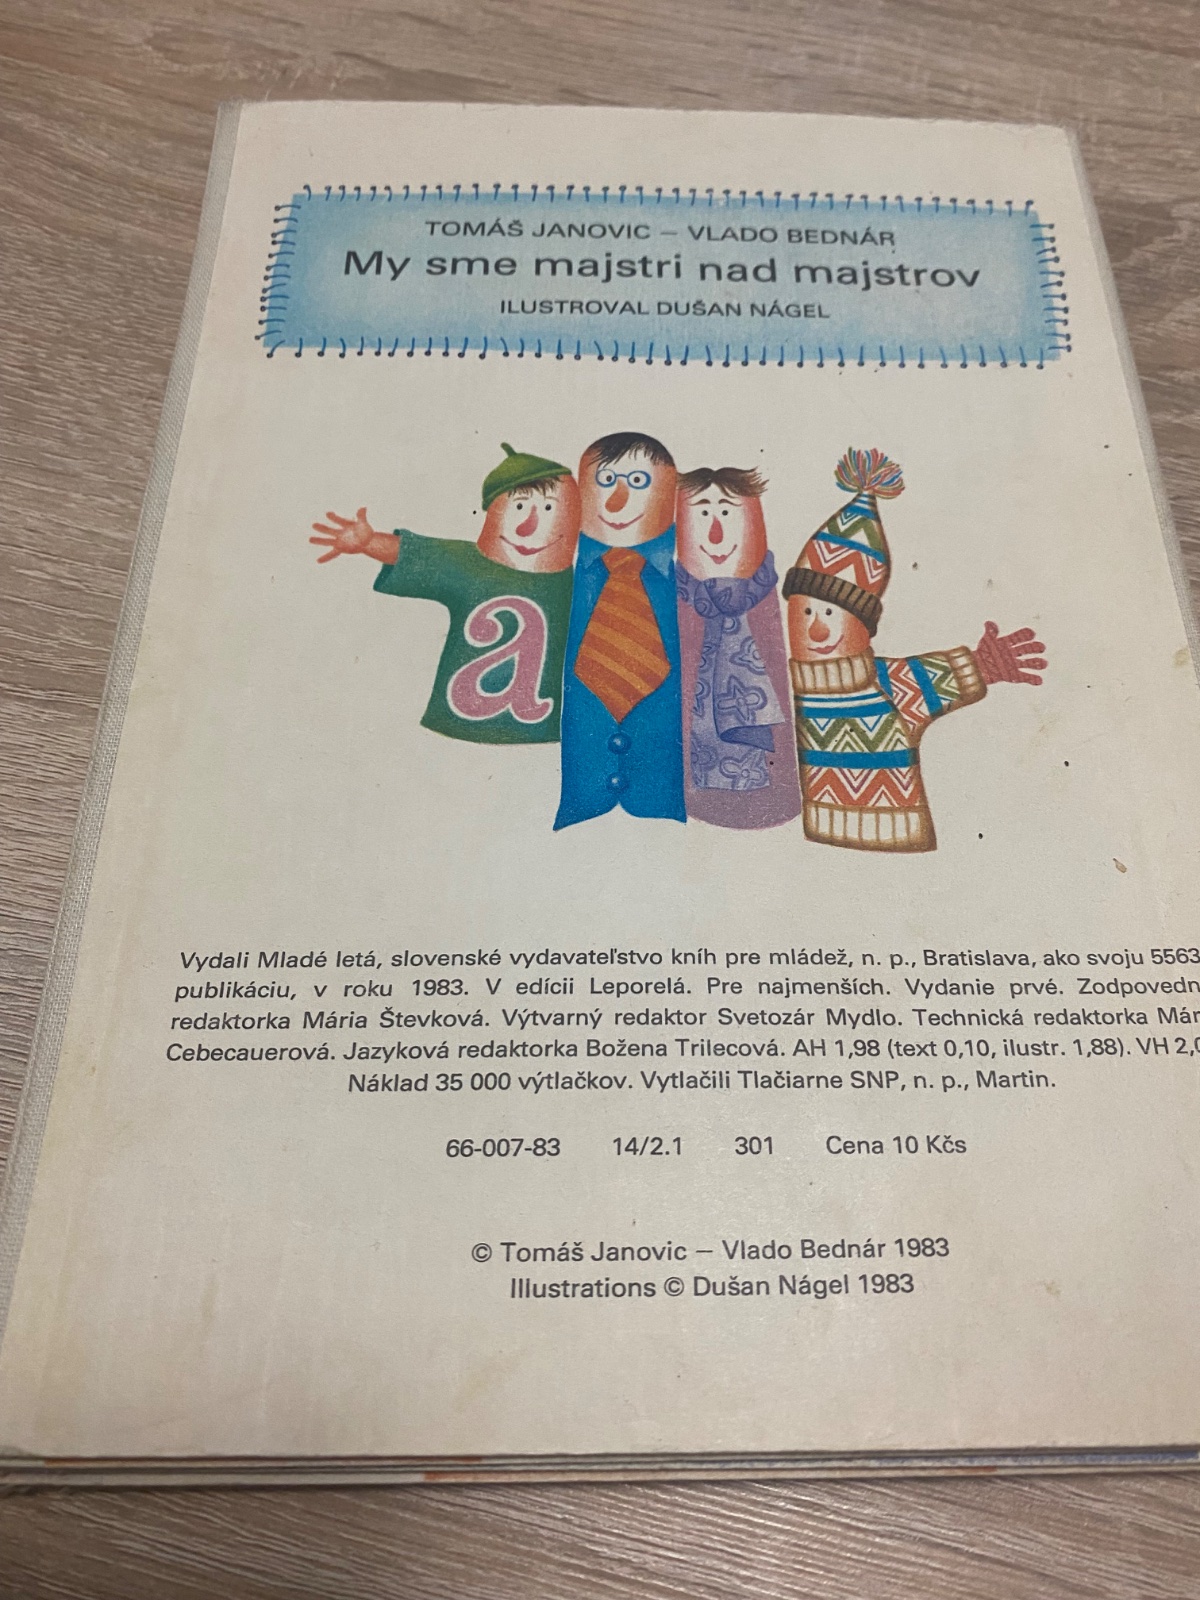 TOMÁŠ JANOVIC – VLADO BEDNÁR
My sme majstri nad majstrov
ILUSTROVAL DUŠAN NÁGEL
a
Vydali Mladé letá, slovenské vydavateľstvo kníh pre mládež, n. p., Bratislava, ako svoju 5563
publikáciu, v roku 1983. V edícii Leporelá. Pre najmenších. Vydanie prvé. Zodpovedn
redaktorka Mária Števková. Výtvarný redaktor Svetozár Mydlo. Technická redaktorka Már
Cebecauerová. Jazyková redaktorka Božena Trilecová. AH 1,98 (text 0,10, ilustr. 1,88). VH 2,0
Náklad 35 000 výtlačkov. Vytlačili Tlačiarne SNP, n. p., Martin.
66-007-83 14/2.1 301 Cena 10 Kčs
© Tomáš Janovic – Vlado Bednár 1983
Illustrations © Dušan Nágel 1983